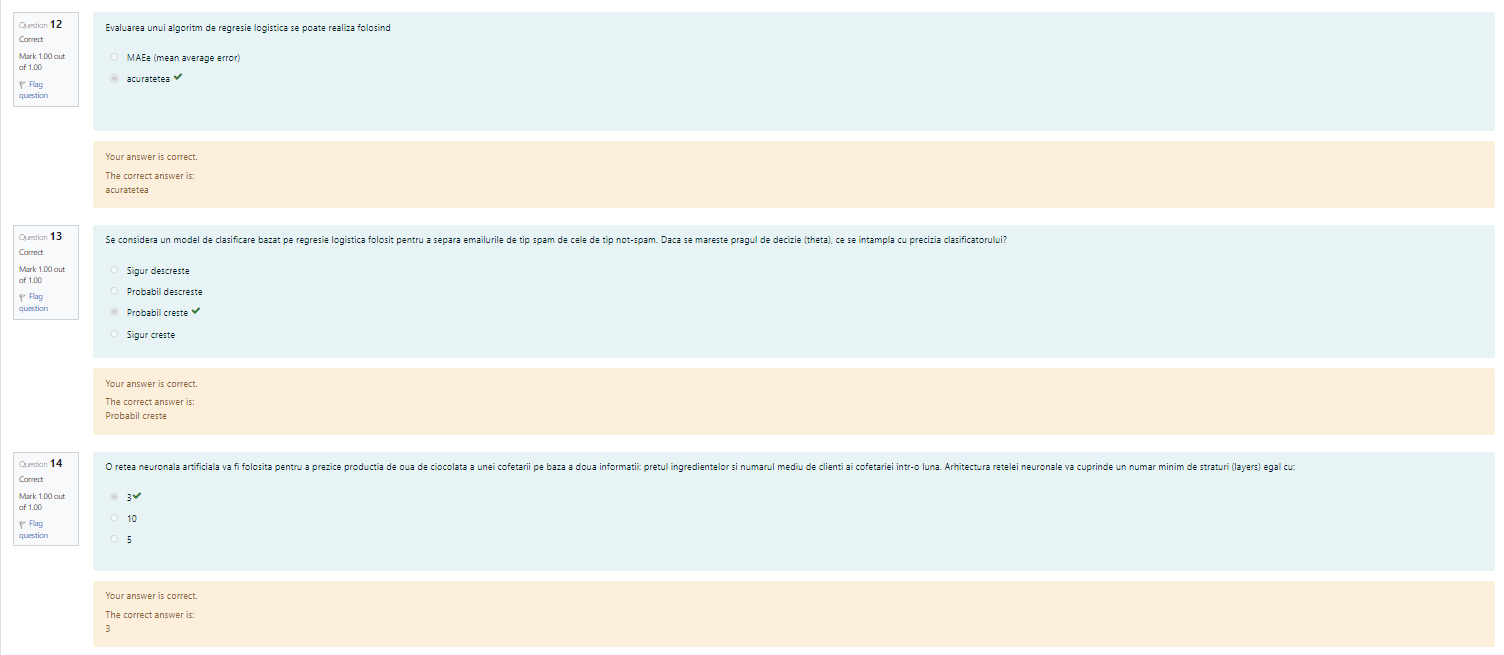 Question 12
Correct
Mark 1.00 out
of 1.00
Flag
question
Evaluarea unui algoritm de regresie logistica se poate realiza folosind
MAEe (mean average error)
acuratetea
Your answer is correct.
The correct answer is:
acuratetea
Question 13
Correct
Mark 1.00 out
of 1.00
Flag
question
Se considera un model de clasificare bazat pe regresie logistica folosit pentru a separa emailurile de tip spam de cele de tip not-spam. Daca se mareste pragul de decizie (theta), ce se intampla cu precizia clasificatorului?
Sigur descreste
Probabil descreste
Probabil creste
Sigur creste
Your answer is correct.
The correct answer is:
Probabil creste
Question 14
Correct
Mark 1.00 out
of 1.00
Flag
question
O retea neuronala artificiala va fi folosita pentru a prezice productia de oua de ciocolata a unei cofetarii pe baza a doua informatii: pretul ingredientelor si numarul mediu de clienti ai cofetariei intr-o luna. Arhitectura retelei neuronale va cuprinde un numar minim de straturi (layers) egal cu:
3
10
5
Your answer is correct.
The correct answer is:
3